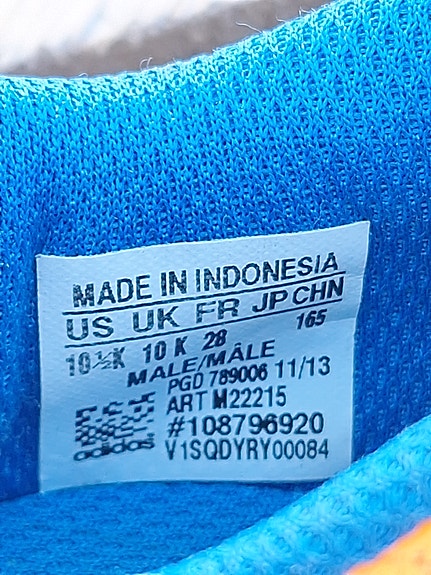 MADE IN INDONESIA
US UK FR JP CHN
10½K 10 K 28 165
MALE/MÂLE
PGD 789006 11/13
ART M22215
#108796920
adidas V1SQDYRY00084